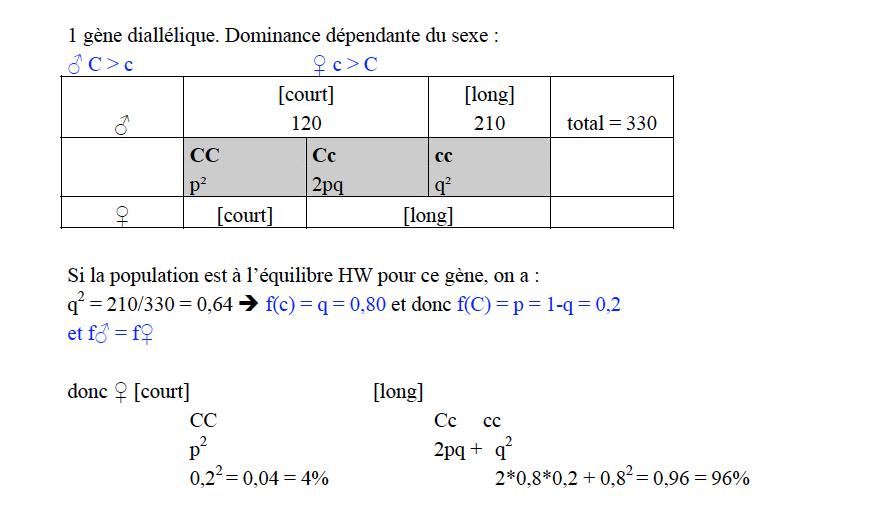 1 gène diallélique. Dominance dépendante du sexe :
♂ C > c ♀ c > C
[court] [long]
♂ 120 210 total = 330
CC Cc cc
p² 2pq q²
♀ [court] [long]
Si la population est à l’équilibre HW pour ce gène, on a :
q² = 210/330 = 0,64 ➔ f(c) = q = 0,80 et donc f(C) = p = 1-q = 0,2
et f♂ = f♀
donc ♀ [court] [long]
CC Cc cc
p² 2pq + q²
0,2² = 0,04 = 4% 2*0,8*0,2 + 0,8² = 0,96 = 96%